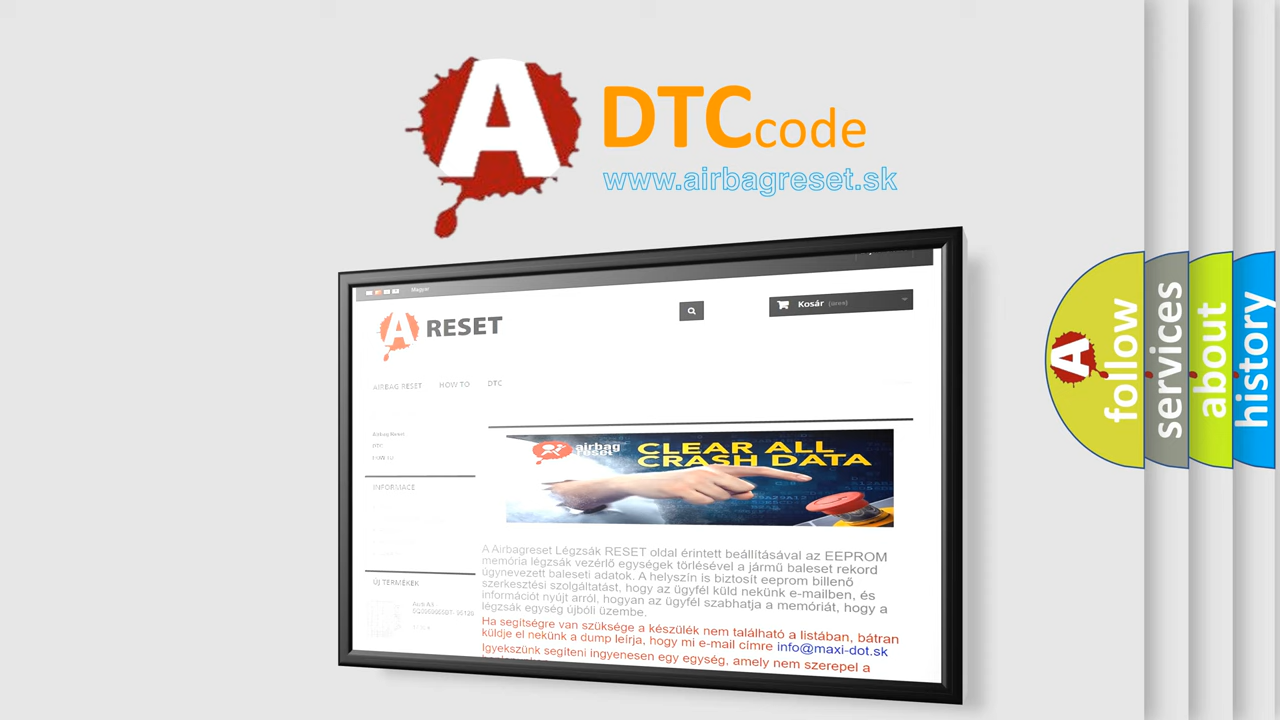 A
DTCcode
www.airbagreset.sk
Magyar
A RESET
Kosár (üres)
AIRBAG RESET HOW TO DTC
Airbag Reset
DTC
HOW TO
INFORMACE
ÚJ TERMÉKEK
airbag
reset
CLEAR ALL
CRASH DATA
A Airbagreset Légzsák RESET oldal érintett beállításával az EEPROM
memória légzsák vezérlő egységek törlésével a jármű baleset rekord
úgynevezett baleseti adatok. A helyszín is biztosít eeprom billenő
szerkesztési szolgáltatást, hogy az ügyfél küld nekünk e-mailben, és
információt nyújt arról, hogyan az ügyfél szabhatja a memóriát, hogy a
légzsák egység újbóli üzembe.
Ha segítségre van szüksége a készülék nem található a listában, bátran
küldje el nekünk a dump leírja, hogy mi e-mail címre info@maxi-dot.sk
Igyekszünk segíteni ingyenesen egy egység, amely nem szerepel a
A
follow
services
about
history